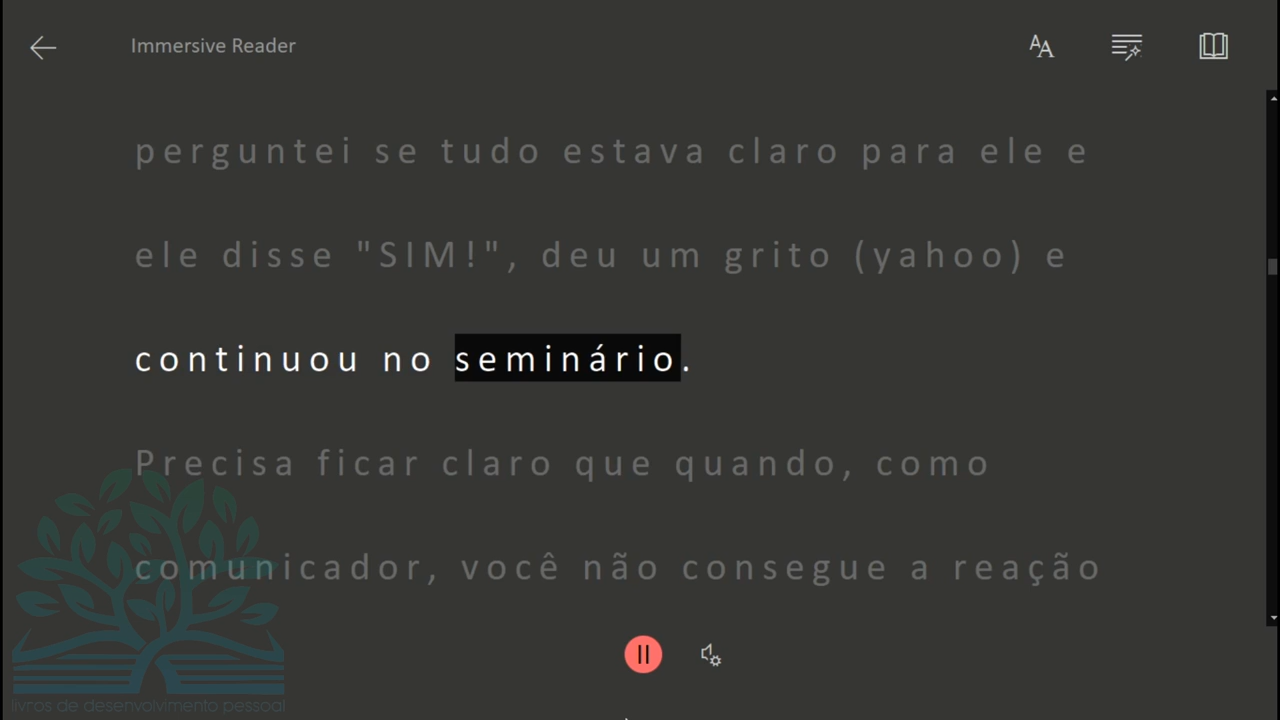 Immersive Reader
perguntei se tudo estava claro para ele e
ele disse "SIM!", deu um grito (yahoo) e
continuou no seminário.
Precisa ficar claro que quando, como
comunicador, você não consegue a reação
livros de desenvolvimento pessoal